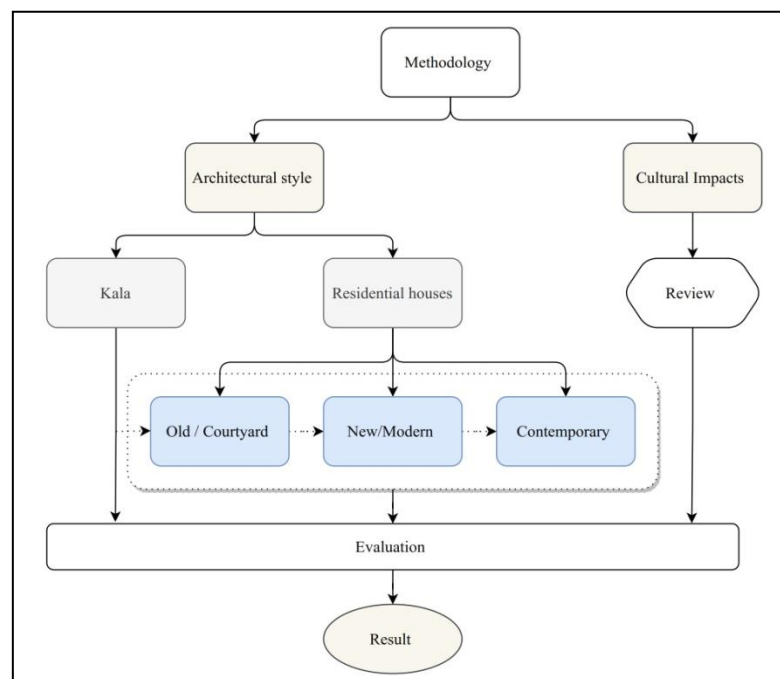 Methodology
Architectural style
Cultural Impacts
Kala
Residential houses
Review
Old / Courtyard
New/Modern
Contemporary
Evaluation
Result